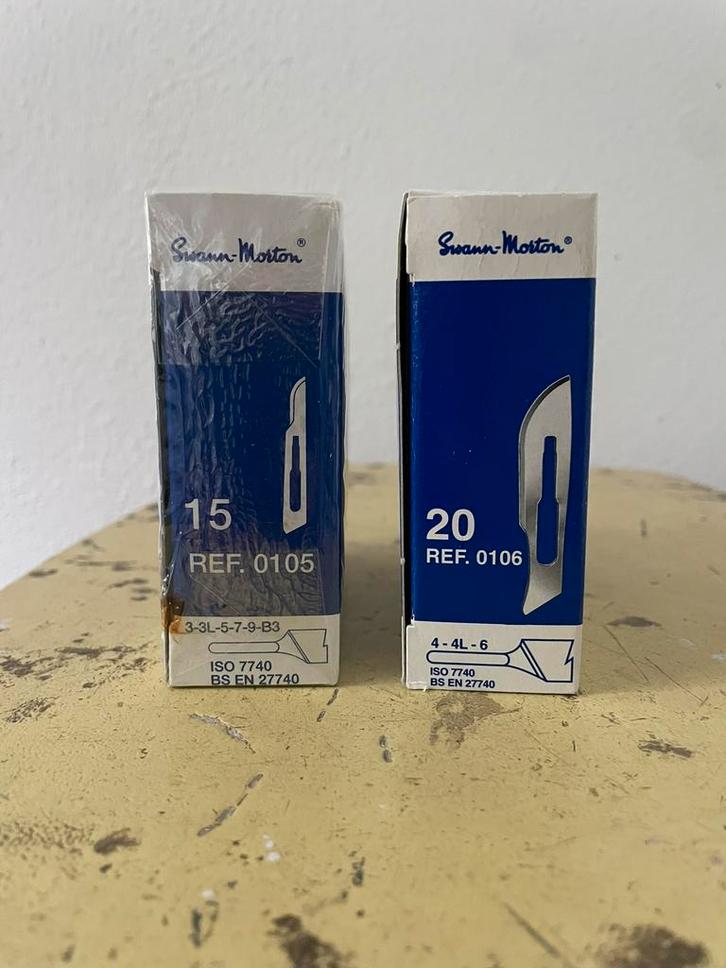 Swann-Morton®
15
REF. 0105
3-3L-5-7-9-B3
ISO 7740
BS EN 27740
Swann-Morton®
20
REF. 0106
4 - 4L - 6
ISO 7740
BS EN 27740